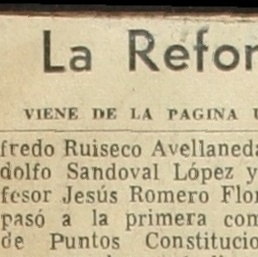 La Refor
VIENE DE LA PAGINA
fredo Ruiseco Avellaneda
dolfo Sandoval López y
fesor Jesús Romero Flor
pasó a la primera com
de Puntos Constitucio